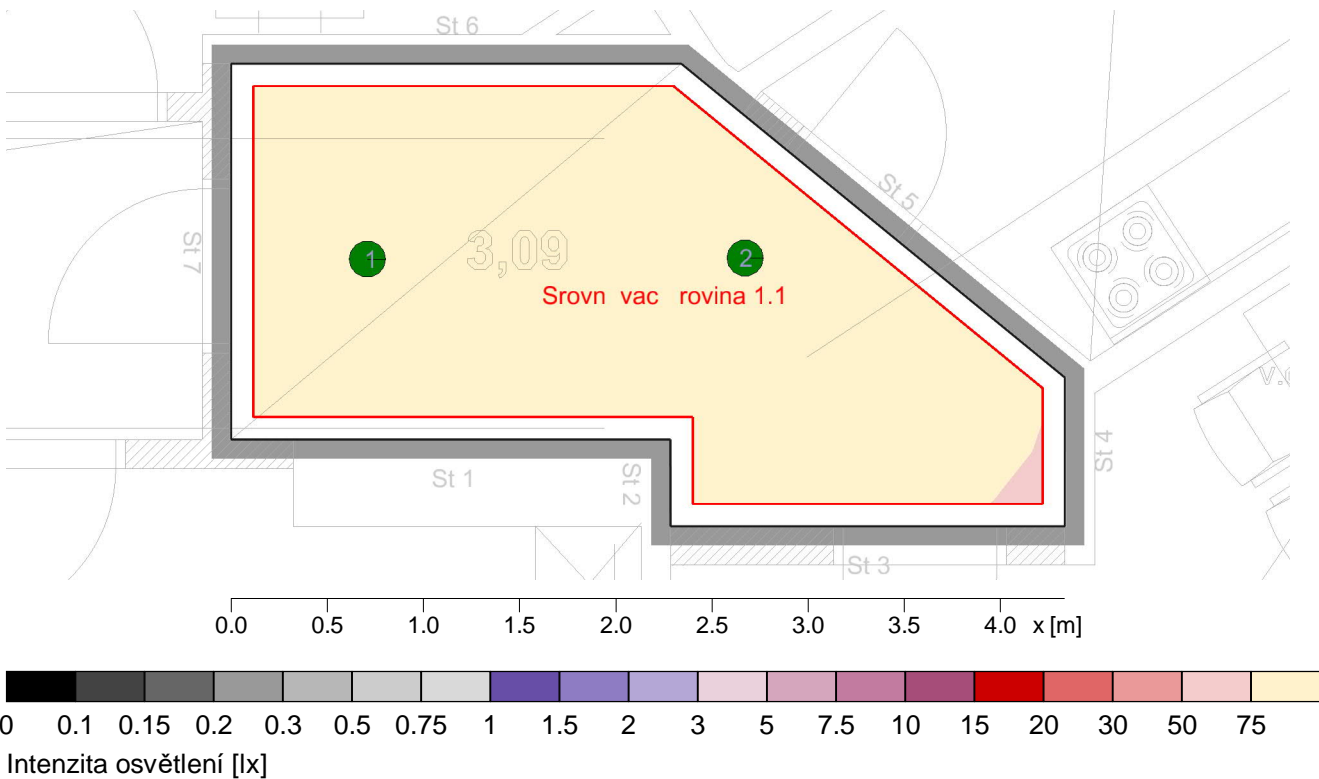 St 6
St 5
St 7
3,09
1
2
Srovn vac rovina 1.1
St 1
St 2
St 4
St 3
0.0 0.5 1.0 1.5 2.0 2.5 3.0 3.5 4.0 x [m]
0 0.1 0.15 0.2 0.3 0.5 0.75 1 1.5 2 3 5 7.5 10 15 20 30 50 75
Intenzita osvětlení [lx]